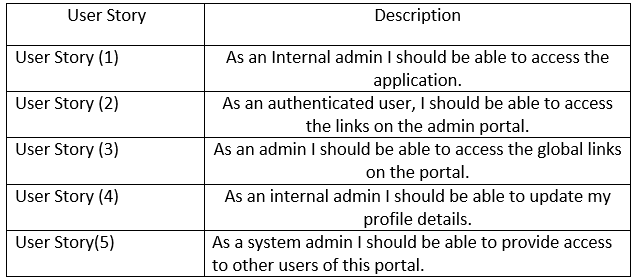 User Story Description
User Story (1) As an Internal admin I should be able to access the
application.
User Story (2) As an authenticated user, I should be able to access
the links on the admin portal.
User Story (3) As an admin I should be able to access the global links
on the portal.
User Story (4) As an internal admin I should be able to update my
profile details.
User Story(5) As a system admin I should be able to provide access
to other users of this portal.